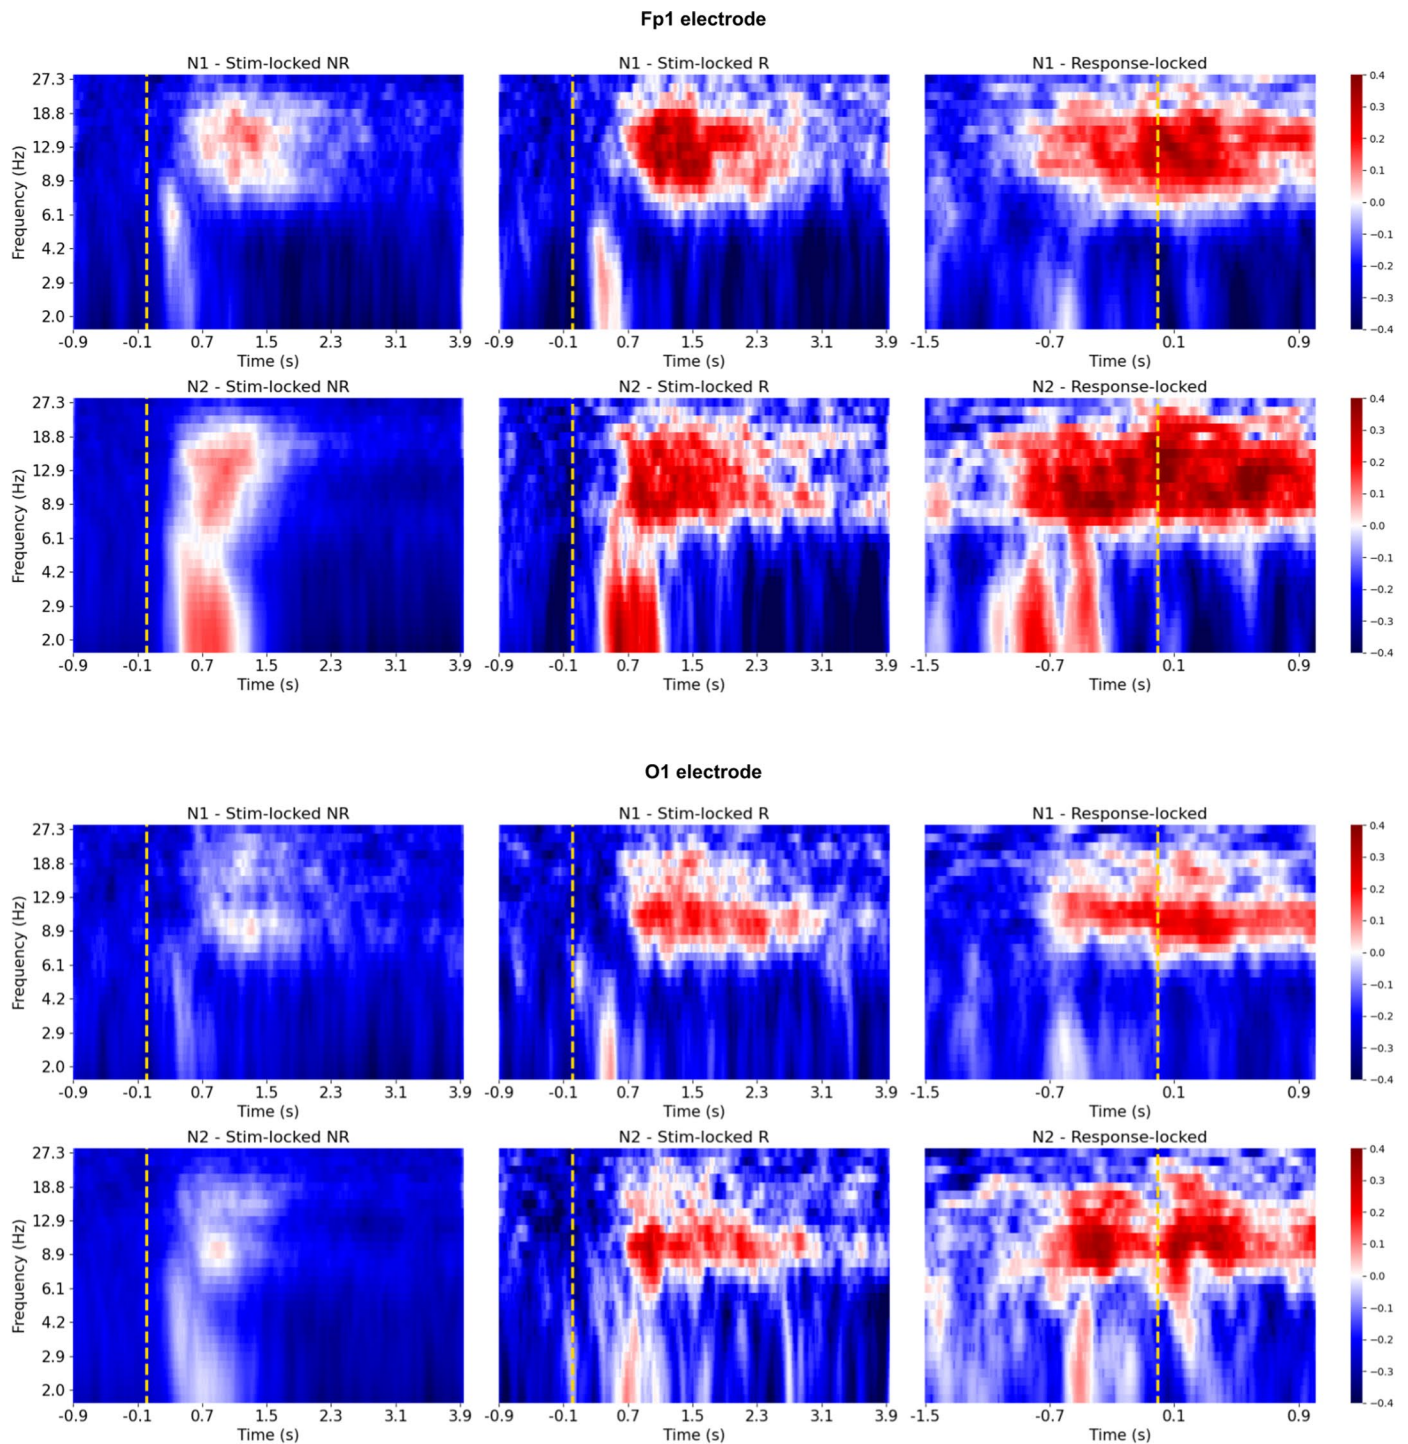 Fp1 electrode
N1 - Stim-locked NR
N1 - Stim-locked R
N1 - Response-locked
Frequency (Hz)
27.3
18.8
12.9
8.9
6.1
4.2
2.9
2.0
0.4
0.3
0.2
0.1
0.0
−0.1
−0.2
−0.3
−0.4
-0.9 -0.1 0.7 1.5 2.3 3.1 3.9
-0.9 -0.1 0.7 1.5 2.3 3.1 3.9
-1.5 -0.7 0.1 0.9
Time (s)
Time (s)
Time (s)
N2 - Stim-locked NR
N2 - Stim-locked R
N2 - Response-locked
Frequency (Hz)
27.3
18.8
12.9
8.9
6.1
4.2
2.9
2.0
0.4
0.3
0.2
0.1
0.0
−0.1
−0.2
−0.3
−0.4
-0.9 -0.1 0.7 1.5 2.3 3.1 3.9
-0.9 -0.1 0.7 1.5 2.3 3.1 3.9
-1.5 -0.7 0.1 0.9
Time (s)
Time (s)
Time (s)
O1 electrode
N1 - Stim-locked NR
N1 - Stim-locked R
N1 - Response-locked
Frequency (Hz)
27.3
18.8
12.9
8.9
6.1
4.2
2.9
2.0
0.4
0.3
0.2
0.1
0.0
−0.1
−0.2
−0.3
−0.4
-0.9 -0.1 0.7 1.5 2.3 3.1 3.9
-0.9 -0.1 0.7 1.5 2.3 3.1 3.9
-1.5 -0.7 0.1 0.9
Time (s)
Time (s)
Time (s)
N2 - Stim-locked NR
N2 - Stim-locked R
N2 - Response-locked
Frequency (Hz)
27.3
18.8
12.9
8.9
6.1
4.2
2.9
2.0
0.4
0.3
0.2
0.1
0.0
−0.1
−0.2
−0.3
−0.4
-0.9 -0.1 0.7 1.5 2.3 3.1 3.9
-0.9 -0.1 0.7 1.5 2.3 3.1 3.9
-1.5 -0.7 0.1 0.9
Time (s)
Time (s)
Time (s)